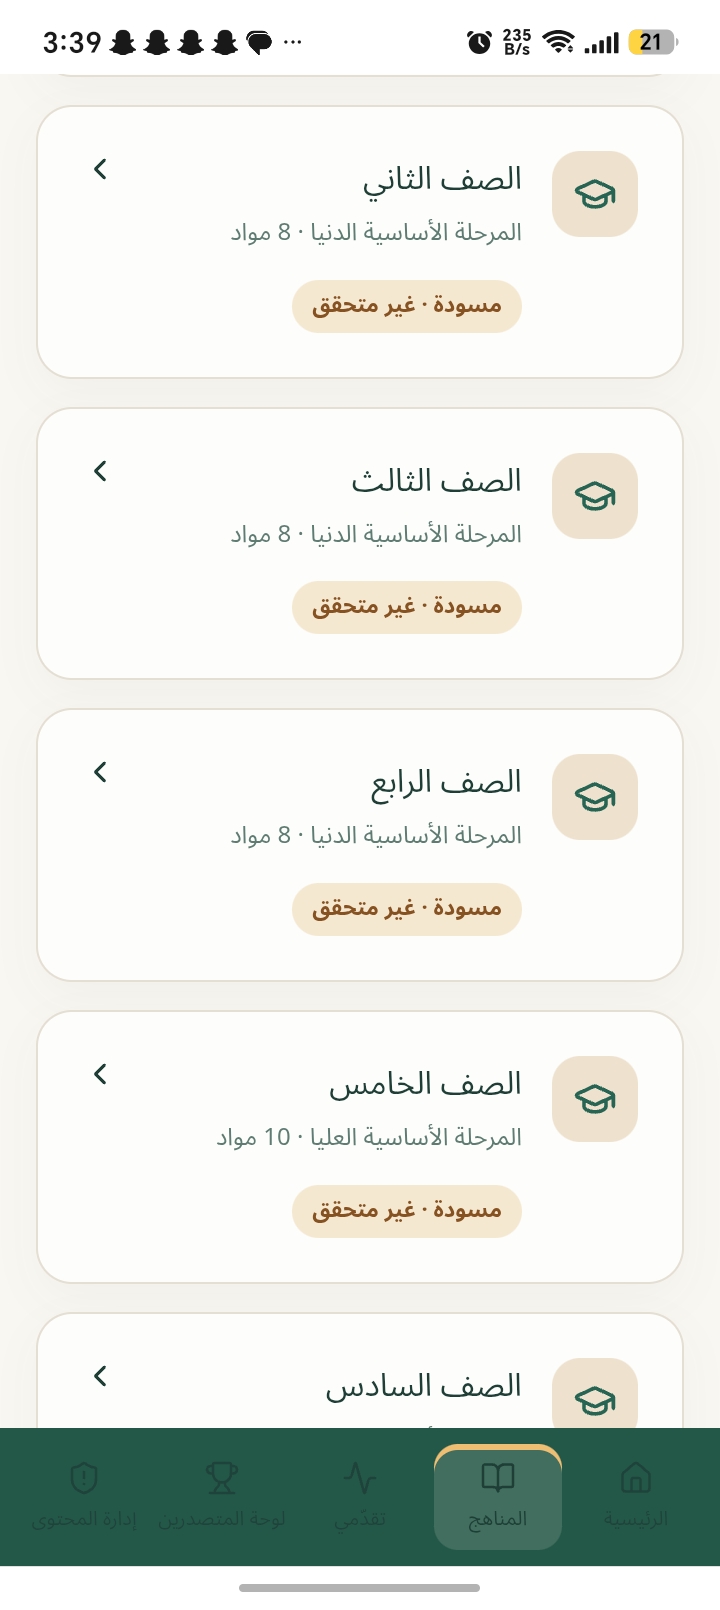 3:39
235
B/s
21
الصف الثاني
المرحلة الأساسية الدنيا · 8 مواد
مسودة · غير متحقق
الصف الثالث
المرحلة الأساسية الدنيا · 8 مواد
مسودة · غير متحقق
الصف الرابع
المرحلة الأساسية الدنيا · 8 مواد
مسودة · غير متحقق
الصف الخامس
المرحلة الأساسية العليا · 10 مواد
مسودة · غير متحقق
الصف السادس
الرئيسية
المناهج
تقدّمي
لوحة المتصدرين
إدارة المحتوى